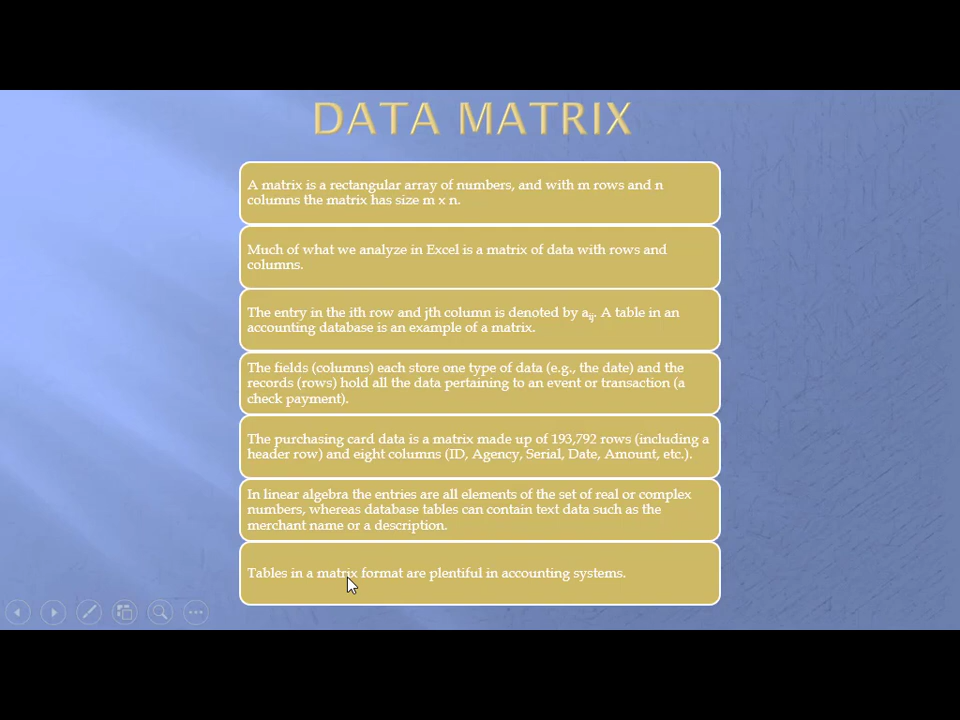 DATA MATRIX
A matrix is a rectangular array of numbers, and with m rows and n
columns the matrix has size m x n.
Much of what we analyze in Excel is a matrix of data with rows and
columns.
The entry in the ith row and jth column is denoted by aij. A table in an
accounting database is an example of a matrix.
The fields (columns) each store one type of data (e.g., the date) and the
records (rows) hold all the data pertaining to an event or transaction (a
check payment).
The purchasing card data is a matrix made up of 193,792 rows (including a
header row) and eight columns (ID, Agency, Serial, Date, Amount, etc.).
In linear algebra the entries are all elements of the set of real or complex
numbers, whereas database tables can contain text data such as the
merchant name or a description.
Tables in a matrix format are plentiful in accounting systems.